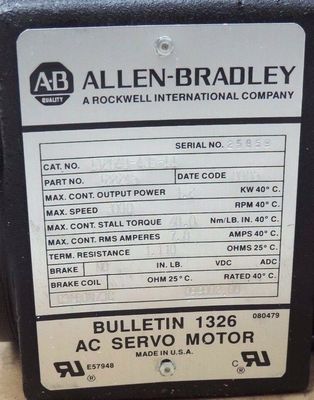 A-B
QUALITY
ALLEN-BRADLEY
A ROCKWELL INTERNATIONAL COMPANY
SERIAL NO. 25859
CAT. NO.
PART NO. DATE CODE
MAX. CONT. OUTPUT POWER KW 40° C.
MAX. SPEED RPM 40° C.
MAX. CONT. STALL TORQUE Nm/LB. IN. 40° C.
MAX. CONT. RMS AMPERES AMPS 40° C.
TERM. RESISTANCE OHMS 25° C.
BRAKE NO IN. LB. VDC ADC
BRAKE COIL OHM 25° C. RATED 40° C.
080479
BULLETIN 1326
AC SERVO MOTOR
MADE IN U.S.A.
E57948